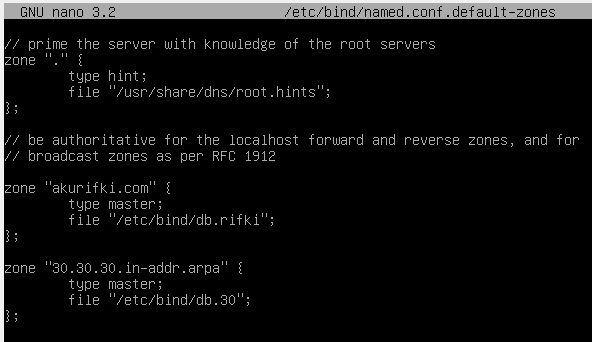 GNU nano 3.2 /etc/bind/named.conf.default-zones
// prime the server with knowledge of the root servers
zone "." {
type hint;
file "/usr/share/dns/root.hints";
};
// be authoritative for the localhost forward and reverse zones, and for
// broadcast zones as per RFC 1912
zone "akurifki.com" {
type master;
file "/etc/bind/db.rifki";
};
zone "30.30.30.in-addr.arpa" {
type master;
file "/etc/bind/db.30";
};